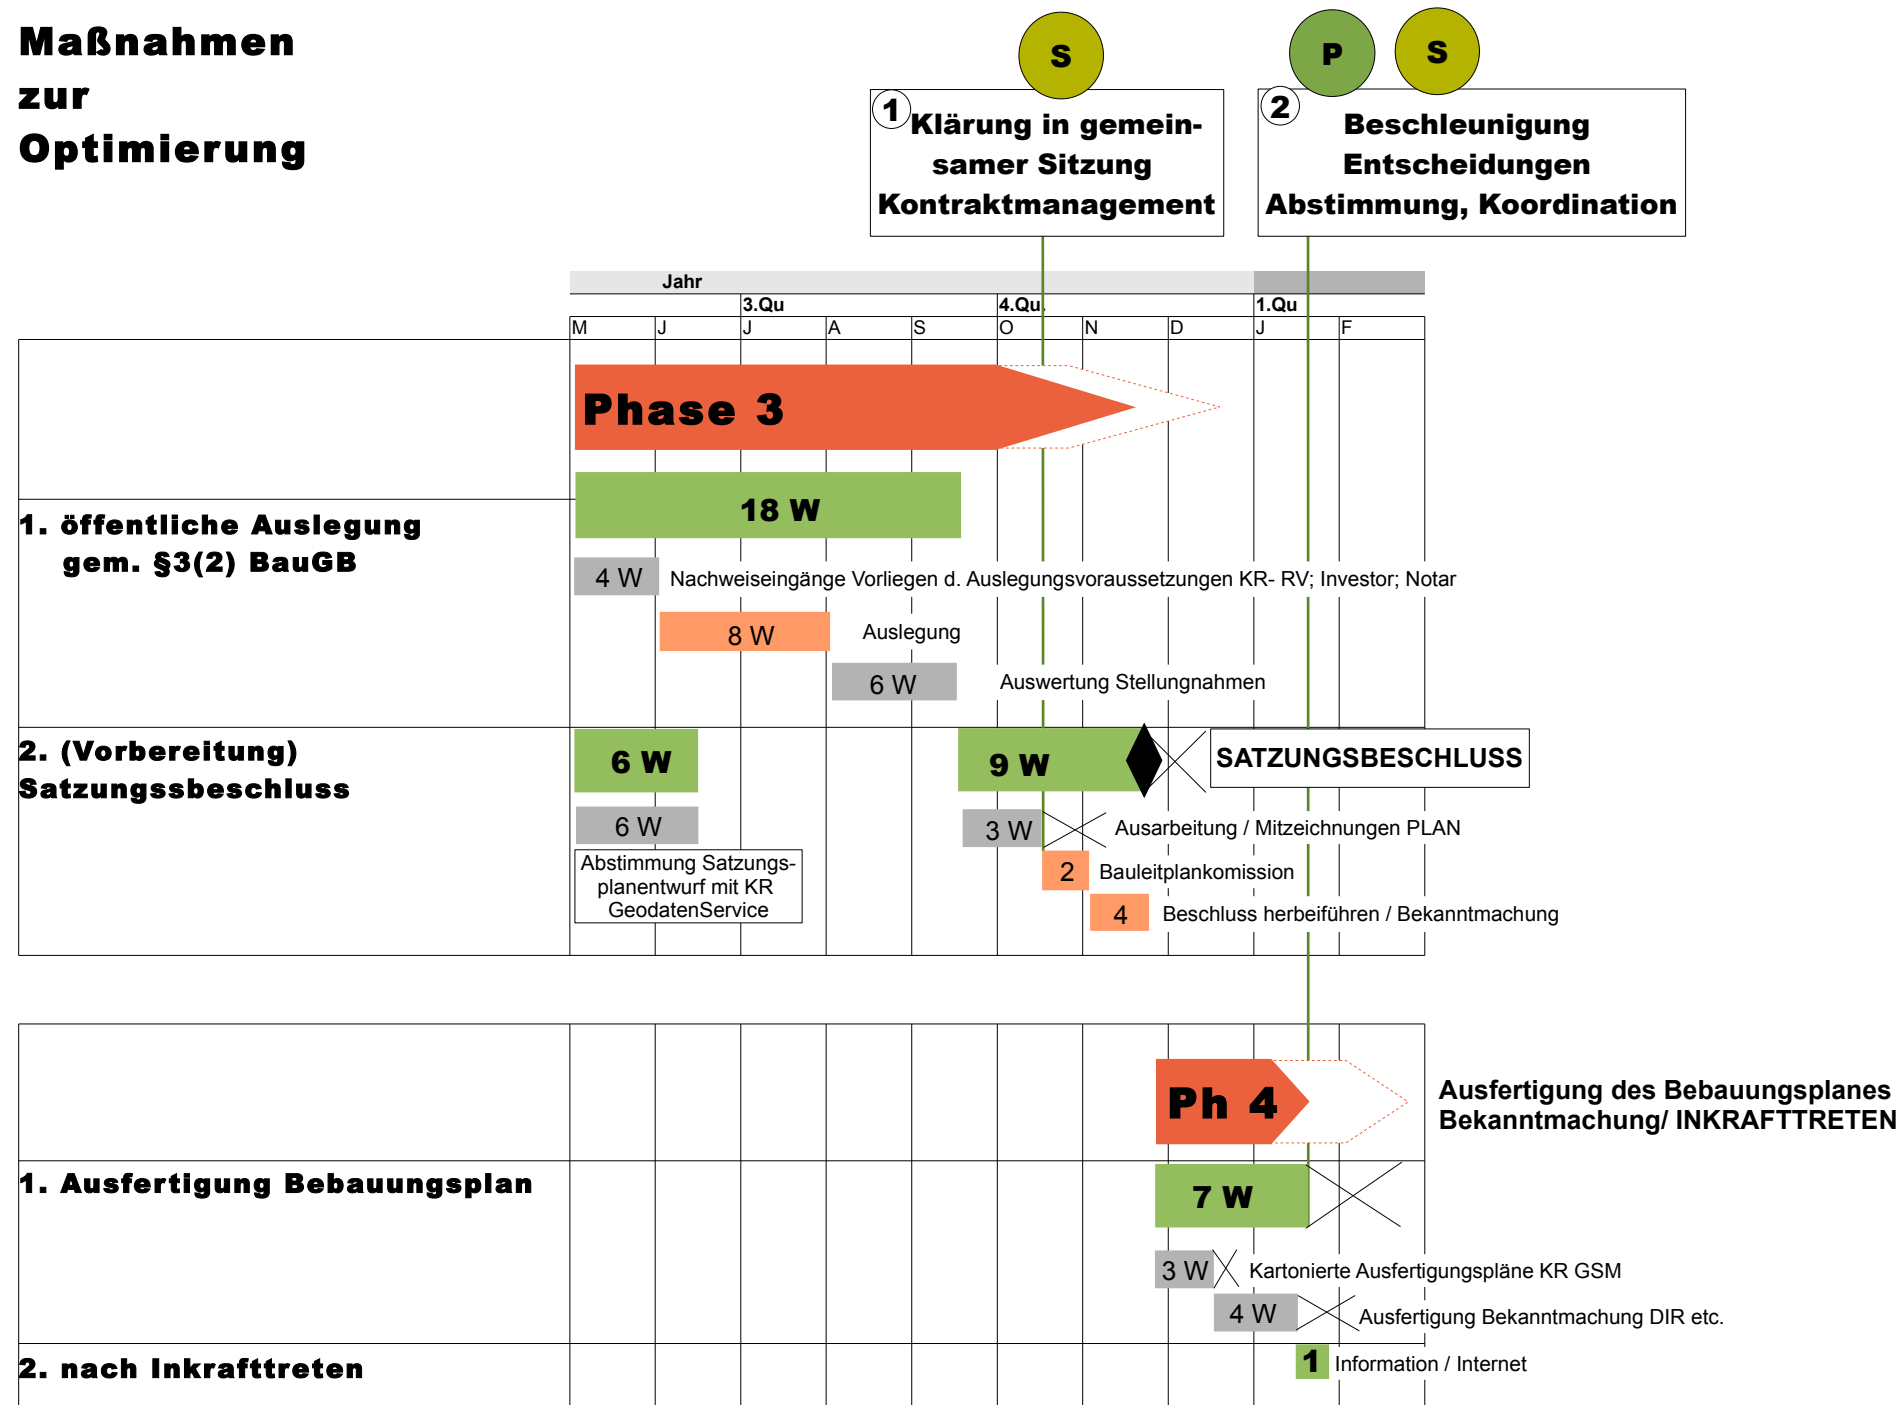 Maßnahmen
zur
Optimierung
S
P
S
1
Klärung in gemein-
samer Sitzung
Kontraktmanagement
2
Beschleunigung
Entscheidungen
Abstimmung, Koordination
Jahr
3.Qu
4.Qu.
1.Qu
M J J A S O N D J F
Phase 3
18 W
1. öffentliche Auslegung
gem. §3(2) BauGB
4 W
Nachweiseingänge Vorliegen d. Auslegungsvoraussetzungen KR- RV; Investor; Notar
8 W
Auslegung
6 W
Auswertung Stellungnahmen
2. (Vorbereitung)
Satzungssbeschluss
6 W
9 W
SATZUNGSBESCHLUSS
6 W
3 W
Ausarbeitung / Mitzeichnungen PLAN
Abstimmung Satzungs-
planentwurf mit KR
GeodatenService
2
Bauleitplankomission
4
Beschluss herbeiführen / Bekanntmachung
Ph 4
Ausfertigung des Bebauungsplanes
Bekanntmachung/ INKRAFTTRETEN
1. Ausfertigung Bebauungsplan
7 W
3 W
Kartonierte Ausfertigungspläne KR GSM
4 W
Ausfertigung Bekanntmachung DIR etc.
2. nach Inkrafttreten
1
Information / Internet